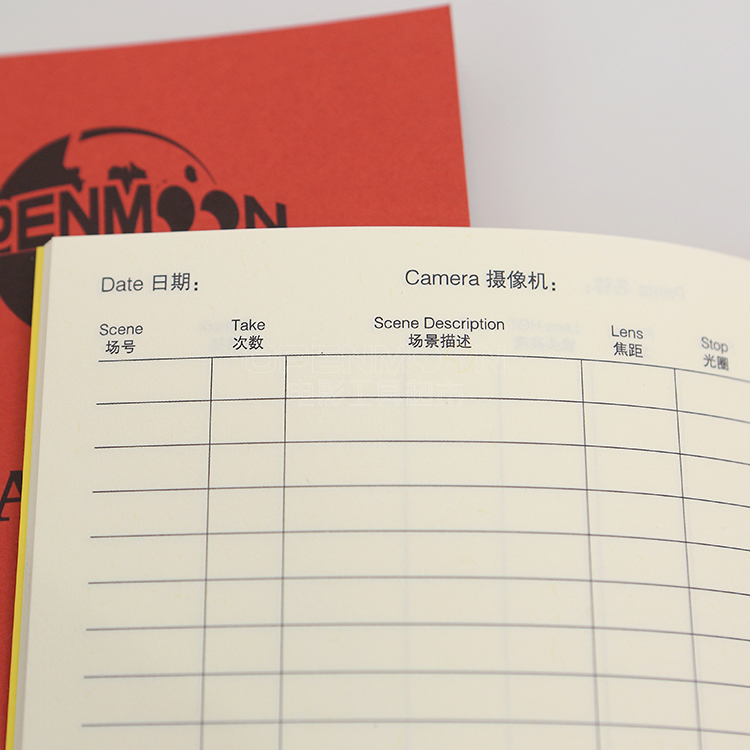 PENMOON
Date 日期：
Camera 摄像机：
Scene
场号
Take
次数
Scene Description
场景描述
Lens
焦距
Stop
光圈